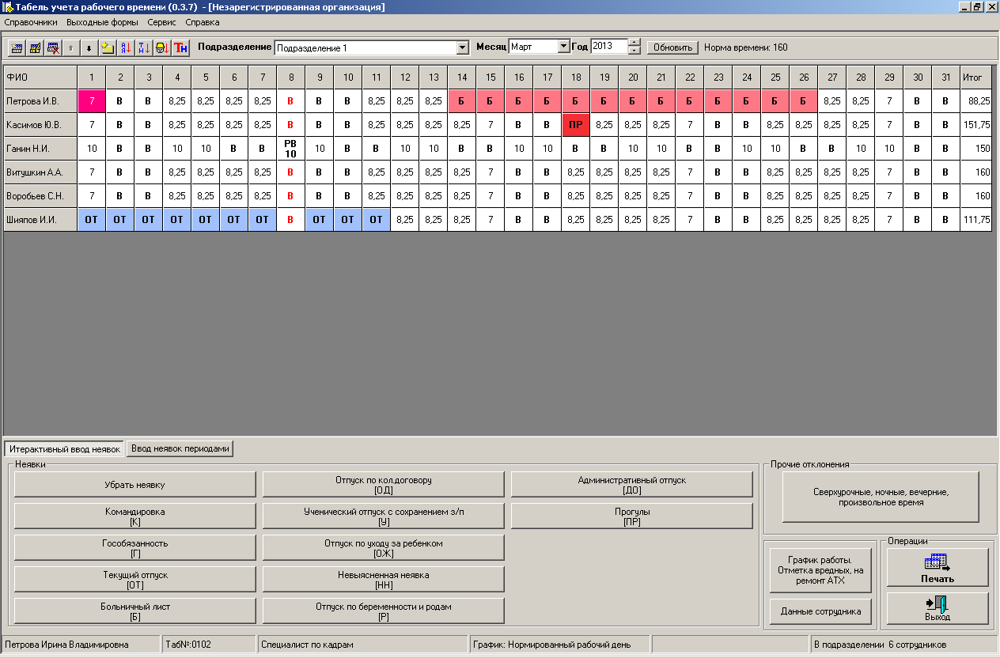 Табель учета рабочего времени (0.3.7) - [Незарегистрированная организация]
Справочники Выходные формы Сервис Справка
Подразделение Подразделение 1 Месяц Март Год 2013 Обновить Норма времени: 160
ФИО 1 2 3 4 5 6 7 8 9 10 11 12 13 14 15 16 17 18 19 20 21 22 23 24 25 26 27 28 29 30 31 Итог
Петрова И.В. 7 В В 8,25 8,25 8,25 8,25 В В В 8,25 8,25 8,25 Б Б Б Б Б Б Б Б Б Б Б Б Б 8,25 8,25 7 В В 88,25
Касимов Ю.В. 7 В В 8,25 8,25 8,25 8,25 В В В 8,25 8,25 8,25 8,25 7 В В ПР 8,25 8,25 8,25 7 В В 8,25 8,25 8,25 8,25 7 В В 151,75
Ганин Н.И. 10 В В 10 10 В В РВ 10 10 В В 10 10 В В 10 10 В В 10 10 В В 10 10 В В 10 10 В В 150
Витушкин А.А. 7 В В 8,25 8,25 8,25 8,25 В В В 8,25 8,25 8,25 8,25 7 В В 8,25 8,25 8,25 8,25 7 В В 8,25 8,25 8,25 8,25 7 В В 160
Воробьев С.Н. 7 В В 8,25 8,25 8,25 8,25 В В В 8,25 8,25 8,25 8,25 7 В В 8,25 8,25 8,25 8,25 7 В В 8,25 8,25 8,25 8,25 7 В В 160
Шияпов И.И. ОТ ОТ ОТ ОТ ОТ ОТ ОТ В ОТ ОТ ОТ 8,25 8,25 8,25 7 В В 8,25 8,25 8,25 8,25 7 В В 8,25 8,25 8,25 8,25 7 В В 111,75
Итерактивный ввод неявок Ввод неявок периодами
Неявки
Убрать неявку
Командировка
[К]
Гособязанность
[Г]
Текущий отпуск
[ОТ]
Больничный лист
[Б]
Отпуск по кол.договору
[ОД]
Ученический отпуск с сохранением з/п
[У]
Отпуск по уходу за ребенком
[ОЖ]
Невыясненная неявка
[НН]
Отпуск по беременности и родам
[Р]
Административный отпуск
[ДО]
Прогулы
[ПР]
Прочие отклонения
Сверхурочные, ночные, вечерние,
произвольное время
График работы.
Отметка вредных, на
ремонт АТХ
Данные сотрудника
Операции
Печать
Выход
Петрова Ирина Владимировна Таб№:0102 Специалист по кадрам График: Нормированный рабочий день В подразделении 6 сотрудников